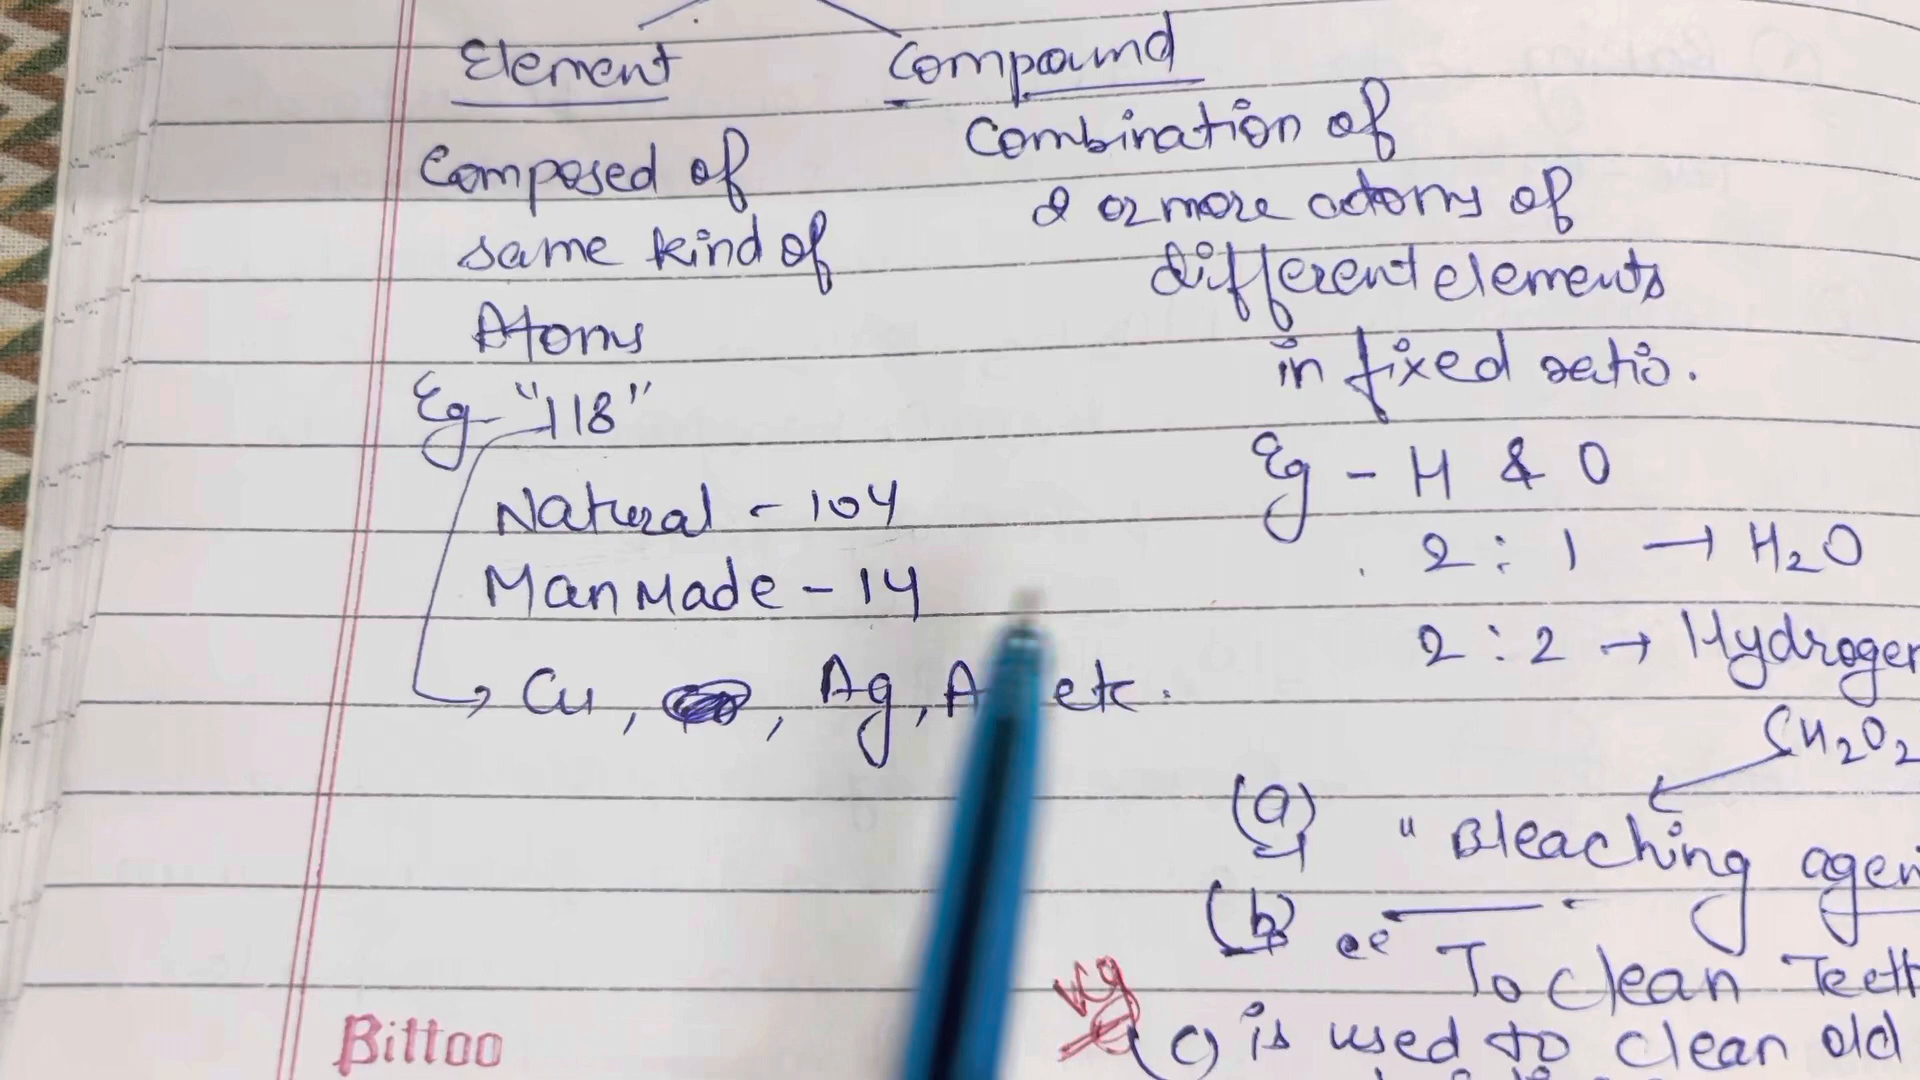 Element
Composed of
same kind of
Atoms
Eg - "118"
Natural - 104
Man Made - 14
Cu, Ag, A etc.
Compound
Combination of
2 or more atoms of
different elements
in fixed ratio.
Eg - H & O
2 : 1 → H₂O
2 : 2 → Hydrogen
(H₂O₂
(a) "Bleaching agen
(b) To clean Teeth
(c) is used to clean old
Bittoo